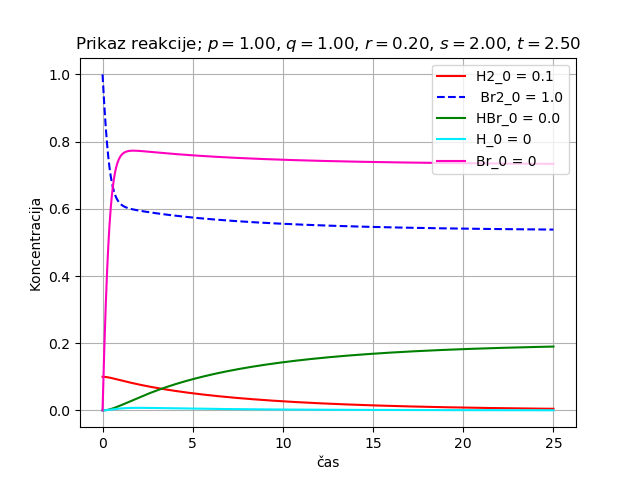 Prikaz reakcije; p = 1.00, q = 1.00, r = 0.20, s = 2.00, t = 2.50
Koncentracija
1.0
0.8
0.6
0.4
0.2
0.0
H2_0 = 0.1
Br2_0 = 1.0
HBr_0 = 0.0
H_0 = 0
Br_0 = 0
0 5 10 15 20 25
čas